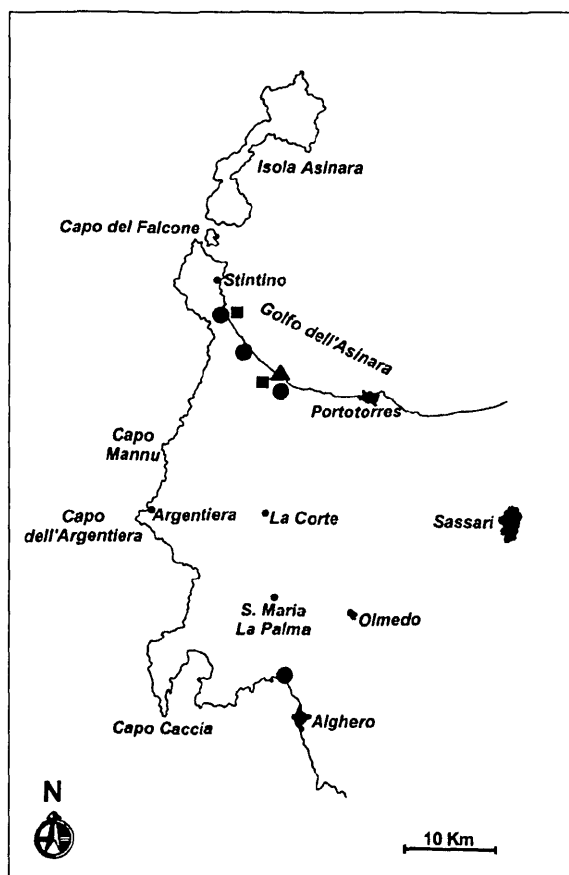 Isola Asinara
Capo del Falcone
Stintino
Golfo dell'Asinara
Portotorres
Capo
Mannu
Capo
dell'Argentiera
Argentiera
La Corte
Sassari
S. Maria
La Palma
Olmedo
Capo Caccia
Alghero
N
10 Km